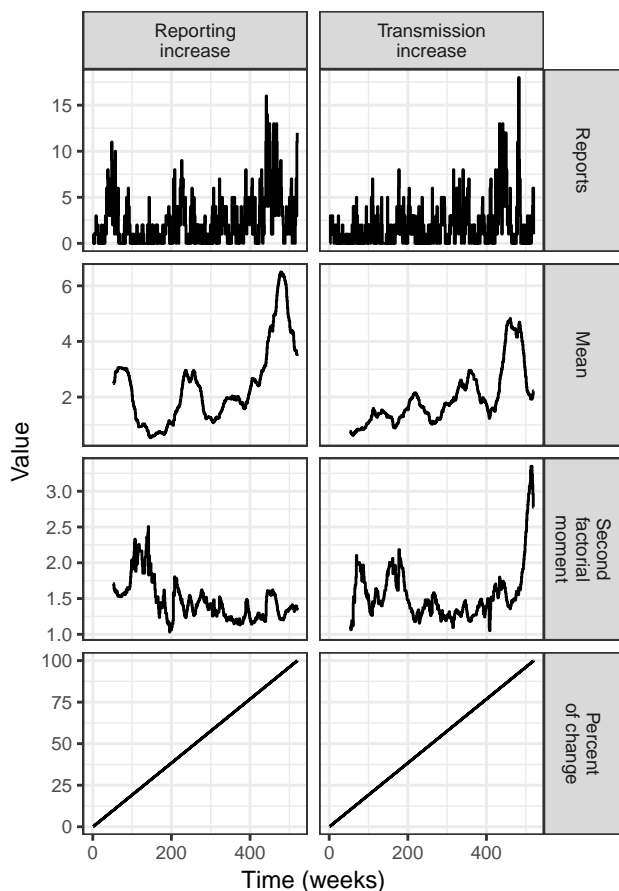 Reporting
increase
Transmission
increase
15
10
5
0
Reports
6
4
2
Mean
Value
3.0
2.5
2.0
1.5
1.0
Second
factorial
moment
100
75
50
25
0
Percent
of change
0 200 400
0 200 400
Time (weeks)